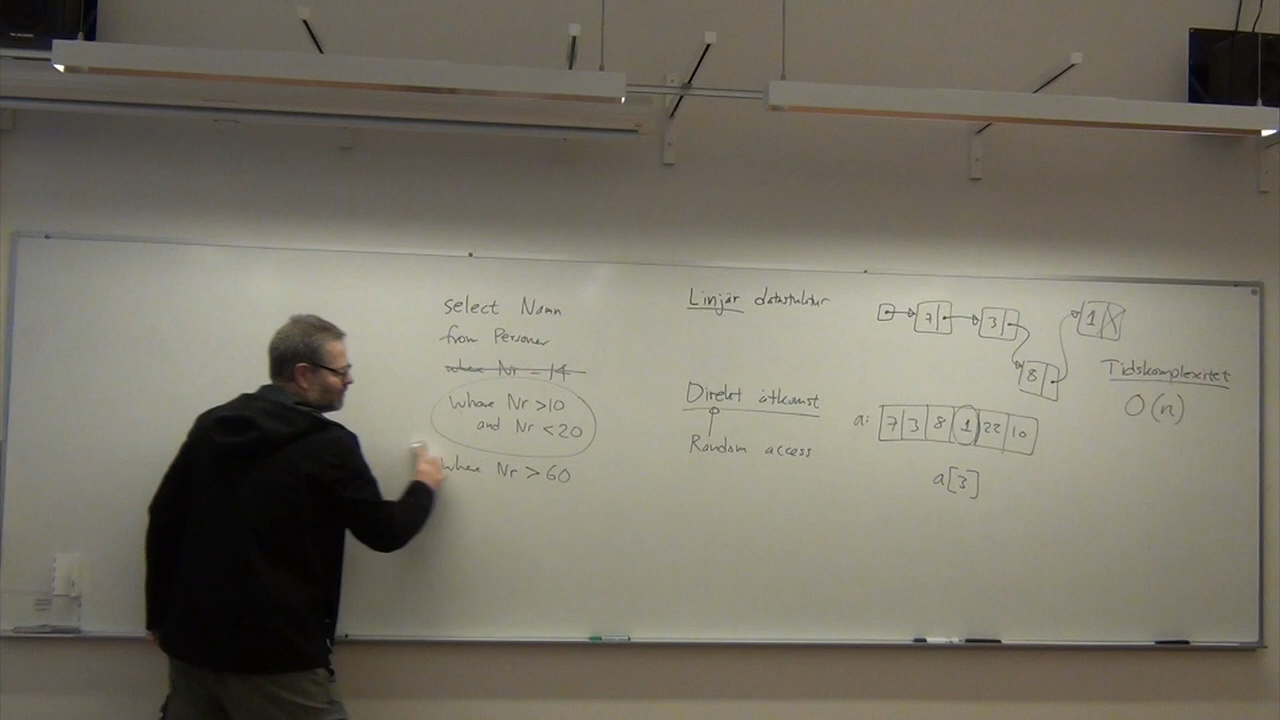 select Namn
from Personer
where Nr = 14
where Nr >10
and Nr <20
where Nr > 60
Linjär datastruktur
7 3 8 1
Direkt åtkomst
Random access
a: 7 3 8 1 22 10
a[3]
Tidskomplexitet
O(n)